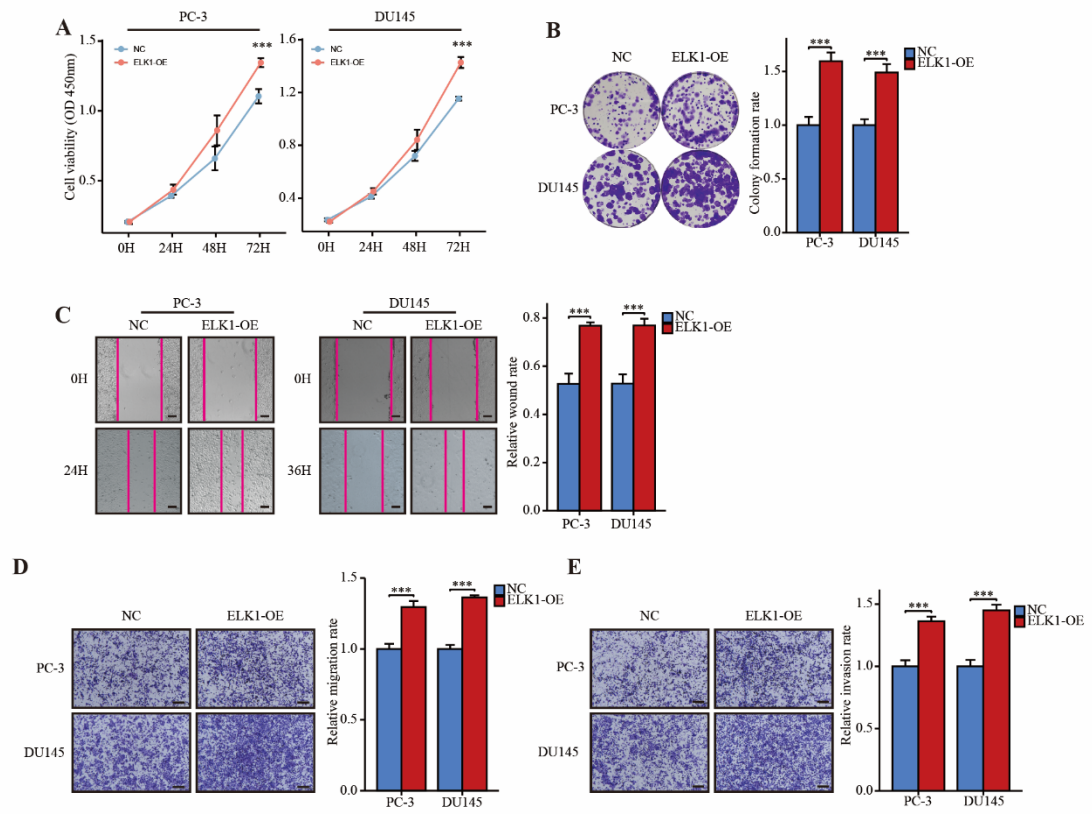 A
PC-3
DU145
Cell viability (OD 450nm)
1.5
1.0
0.5
NC
ELK1-OE
***
0H
24H
48H
72H
1.6
1.2
0.8
0.4
NC
ELK1-OE
***
0H
24H
48H
72H
B
NC
ELK1-OE
PC-3
DU145
Colony formation rate
1.5
1.0
0.5
0.0
***
***
NC
ELK1-OE
PC-3
DU145
C
PC-3
DU145
NC
ELK1-OE
NC
ELK1-OE
0H
0H
24H
36H
Relative wound rate
0.8
0.6
0.4
0.2
0.0
***
***
NC
ELK1-OE
PC-3
DU145
D
NC
ELK1-OE
PC-3
DU145
Relative migration rate
1.5
1.0
0.5
0.0
***
***
NC
ELK1-OE
PC-3
DU145
E
NC
ELK1-OE
PC-3
DU145
Relative invasion rate
1.5
1.0
0.5
0.0
***
***
NC
ELK1-OE
PC-3
DU145